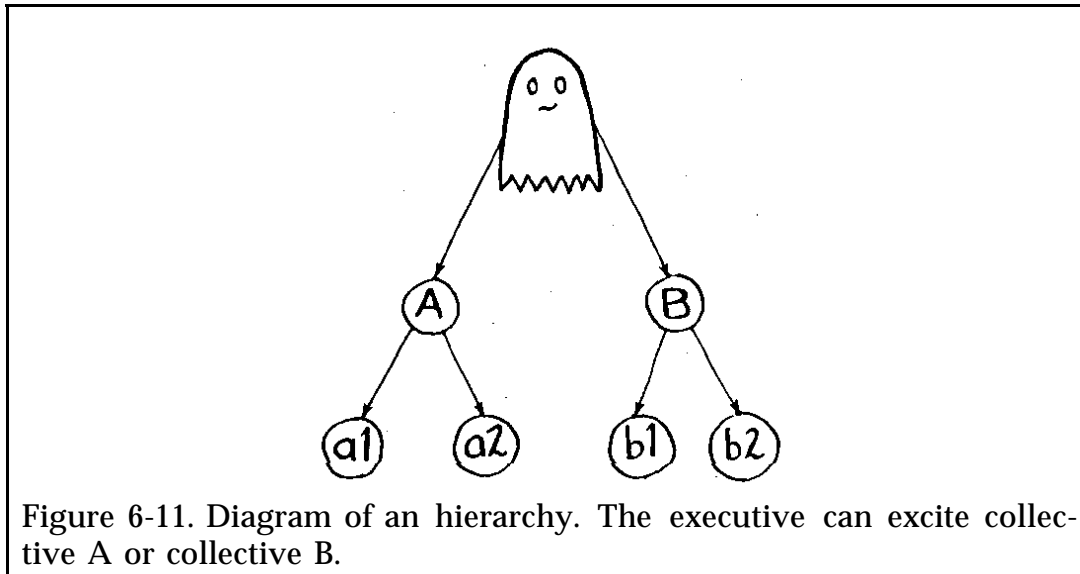 A
B
a1
a2
b1
b2
Figure 6-11. Diagram of an hierarchy. The executive can excite collec-
tive A or collective B.